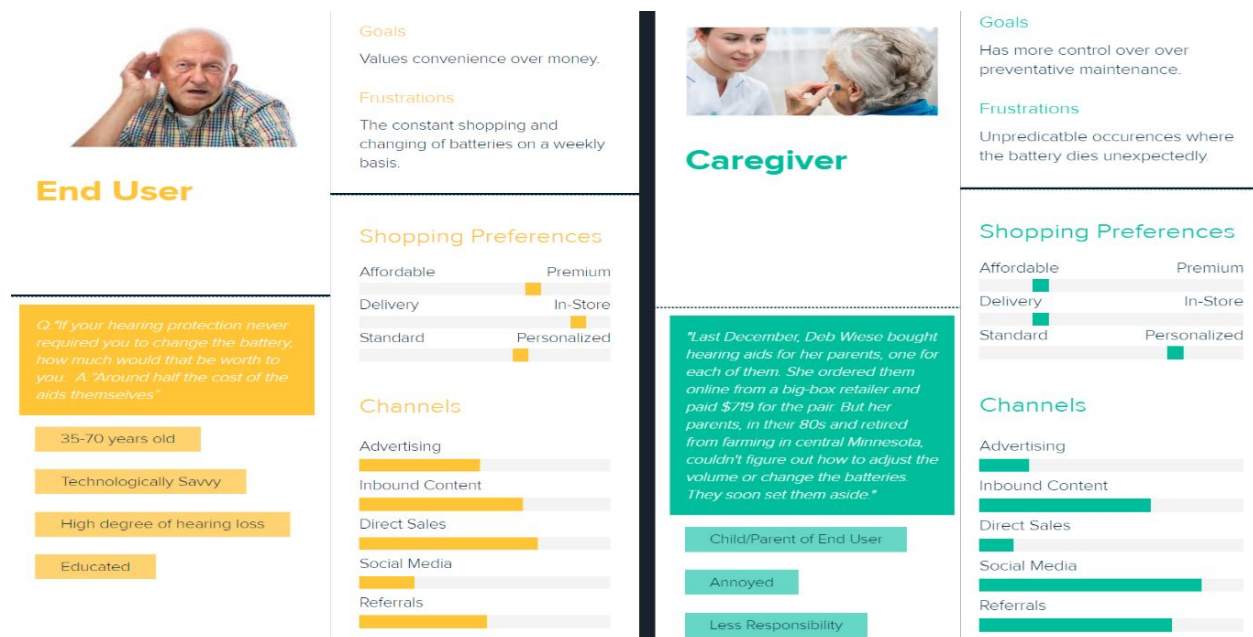 End User
Goals
Values convenience over money.
Frustrations
The constant shopping and
changing of batteries on a weekly
basis.
Q:"If your hearing protection never
required you to change the battery,
how much would that be worth to
you. A:"Around half the cost of the
aids themselves"
35-70 years old
Technologically Savvy
High degree of hearing loss
Educated
Shopping Preferences
Affordable Premium
Delivery In-Store
Standard Personalized
Channels
Advertising
Inbound Content
Direct Sales
Social Media
Referrals
Caregiver
Goals
Has more control over over
preventative maintenance.
Frustrations
Unpredicatble occurences where
the battery dies unexpectedly.
"Last December, Deb Wiese bought
hearing aids for her parents, one for
each of them. She ordered them
online from a big-box retailer and
paid $719 for the pair. But her
parents, in their 80s and retired
from farming in central Minnesota,
couldn't figure out how to adjust the
volume or change the batteries.
They soon set them aside."
Child/Parent of End User
Annoyed
Less Responsibility
Shopping Preferences
Affordable Premium
Delivery In-Store
Standard Personalized
Channels
Advertising
Inbound Content
Direct Sales
Social Media
Referrals